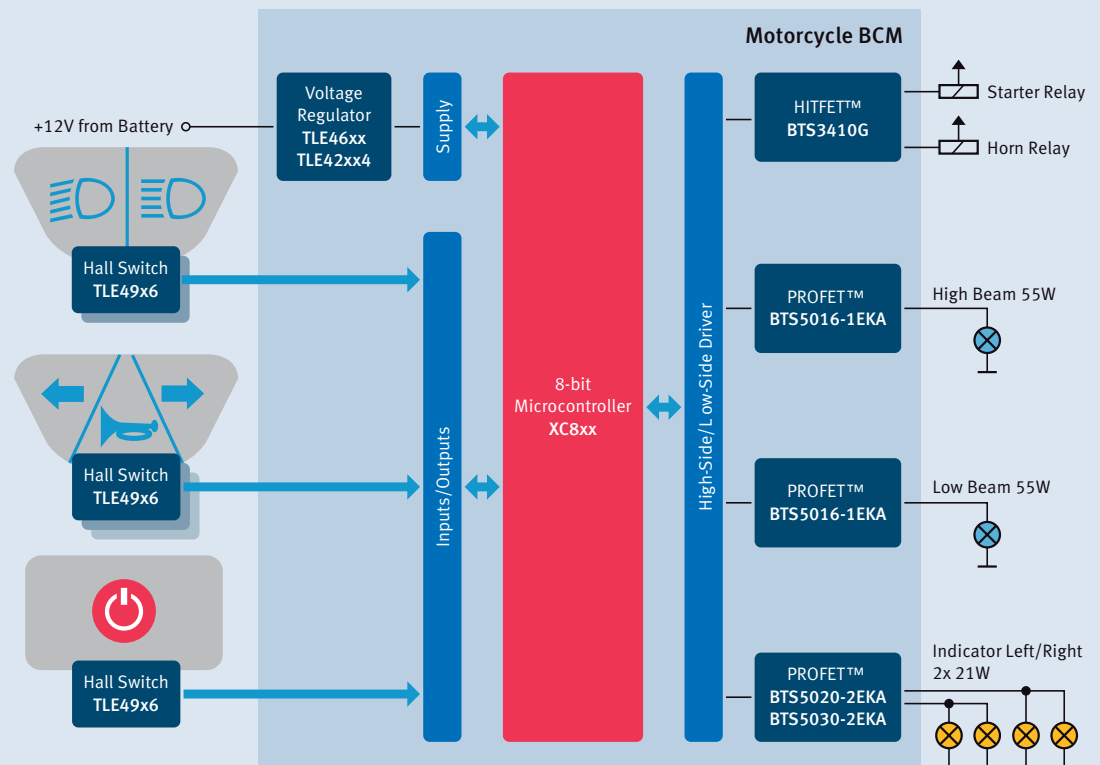 Motorcycle BCM
+12V from Battery
Voltage
Regulator
TLE46xx
TLE42xx4
Supply
Hall Switch
TLE49x6
Hall Switch
TLE49x6
Hall Switch
TLE49x6
Inputs/Outputs
8-bit
Microcontroller
XC8xx
High-Side/Low-Side Driver
HITFET™
BTS3410G
Starter Relay
Horn Relay
PROFET™
BTS5016-1EKA
High Beam 55W
PROFET™
BTS5016-1EKA
Low Beam 55W
PROFET™
BTS5020-2EKA
BTS5030-2EKA
Indicator Left/Right
2x 21W